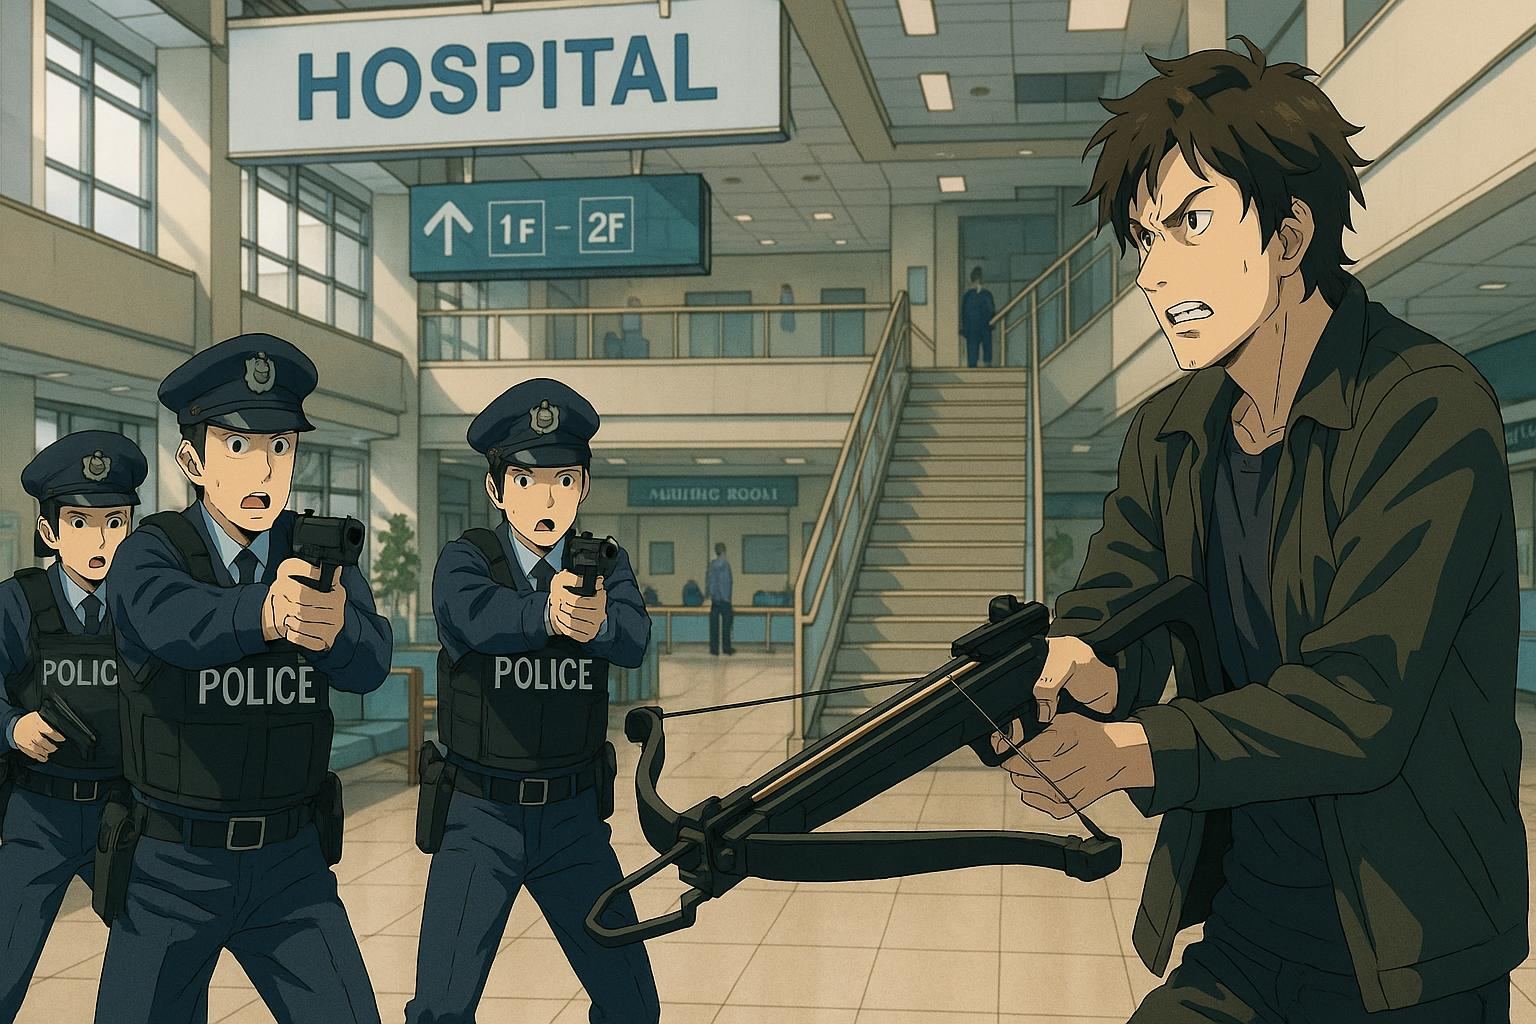 HOSPITAL
↑ 1F - 2F
POLIC
POLICE
POLICE